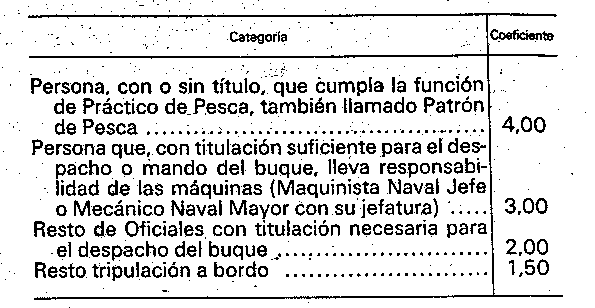 Categoría Coeficiente
Persona, con o sin título, que cumpla la función
de Práctico de Pesca, también llamado Patrón
de Pesca ........................................ 4,00
Persona que, con titulación suficiente para el des-
pacho o mando del buque, lleva responsabi-
lidad de las máquinas (Maquinista Naval Jefe
o Mecánico Naval Mayor con su jefatura) ..... 3,00
Resto de Oficiales con titulación necesaria para
el despacho del buque ......................... 2,00
Resto tripulación a bordo ........................ 1,50